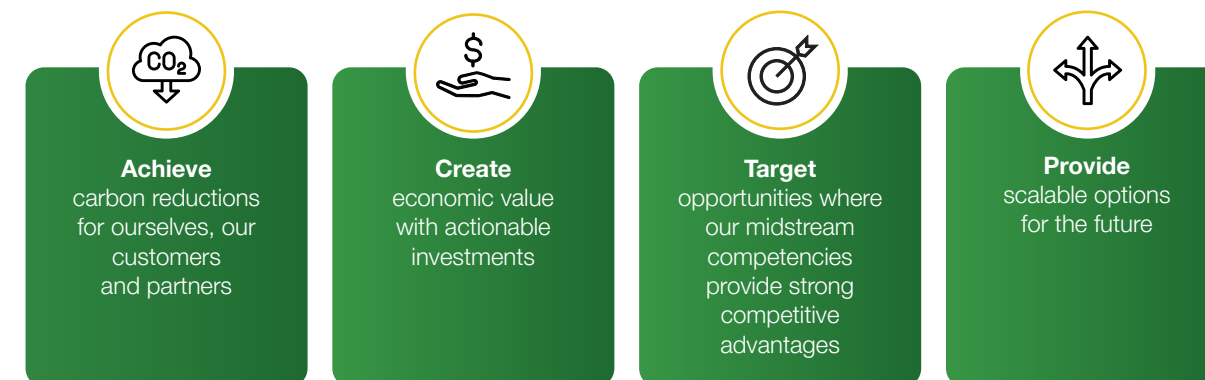 CO₂
Achieve
carbon reductions
for ourselves, our
customers
and partners
$
Create
economic value
with actionable
investments
Target
opportunities where
our midstream
competencies
provide strong
competitive
advantages
Provide
scalable options
for the future